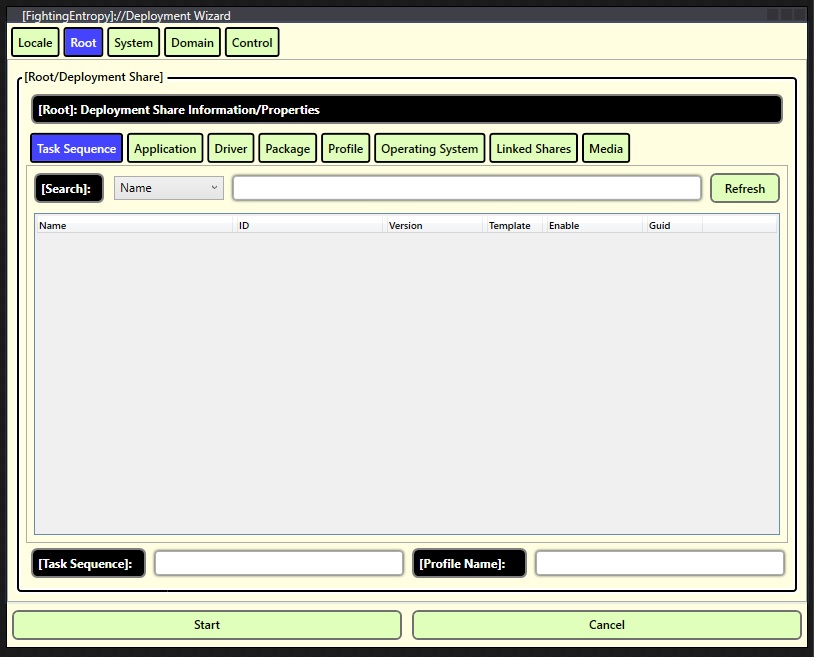 [FightingEntropy]://Deployment Wizard
Locale Root System Domain Control
[Root/Deployment Share]
[Root]: Deployment Share Information/Properties
Task Sequence Application Driver Package Profile Operating System Linked Shares Media
[Search]: Name Refresh
Name ID Version Template Enable Guid
[Task Sequence]: [Profile Name]:
Start Cancel